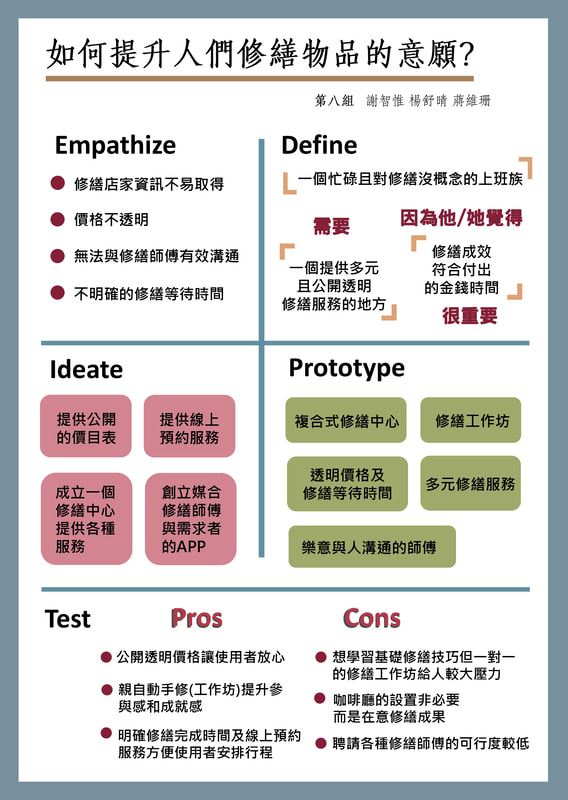 如何提升人們修繕物品的意願?
第八組 謝智惟 楊舒晴 蔣維珊
Empathize
修繕店家資訊不易取得
價格不透明
無法與修繕師傅有效溝通
不明確的修繕等待時間
Define
一個忙碌且對修繕沒概念的上班族
需要
一個提供多元
且公開透明
修繕服務的地方
因為他/她覺得
修繕成效
符合付出
的金錢時間
很重要
Ideate
提供公開
的價目表
提供線上
預約服務
成立一個
修繕中心
提供各種
服務
創立媒合
修繕師傅
與需求者
的APP
Prototype
複合式修繕中心
修繕工作坊
透明價格及
修繕等待時間
多元修繕服務
樂意與人溝通的師傅
Test
Pros
公開透明價格讓使用者放心
親自動手修(工作坊)提升參
與感和成就感
明確修繕完成時間及線上預約
服務方便使用者安排行程
Cons
想學習基礎修繕技巧但一對一
的修繕工作坊給人較大壓力
咖啡廳的設置非必要
而是在意修繕成果
聘請各種修繕師傅的可行度較低